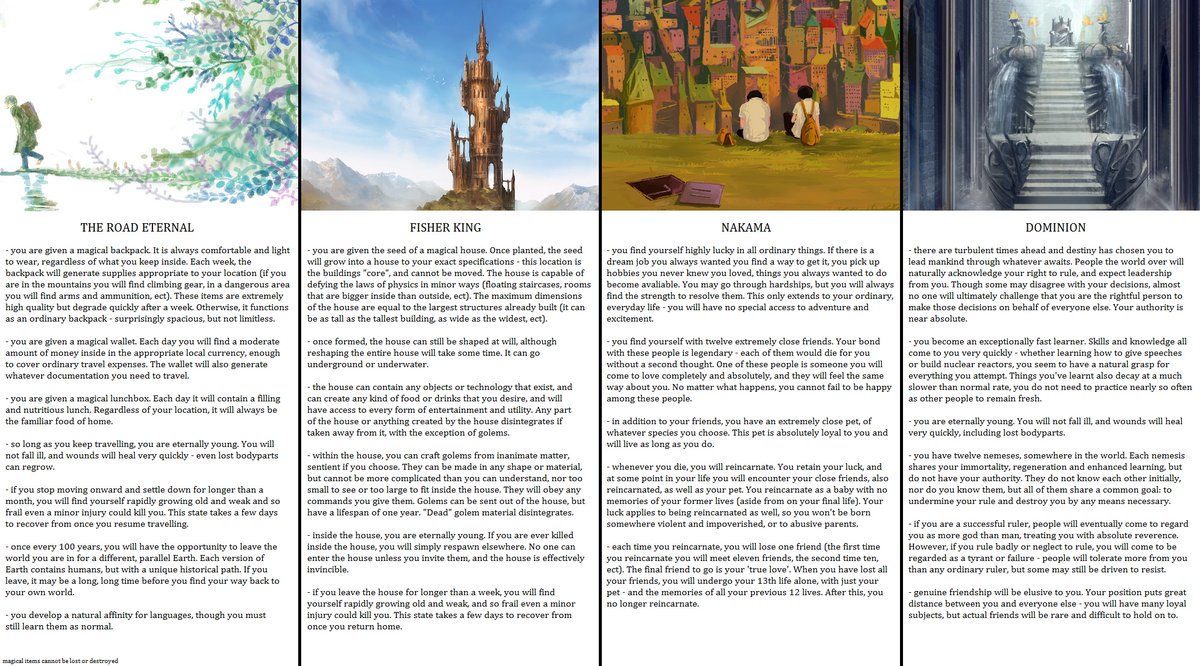 THE ROAD ETERNAL
- you are given a magical backpack. It is always comfortable and light
to wear, regardless of what you keep inside. Each week, the
backpack will generate supplies appropriate to your location (if you
are in the mountains you will find climbing gear, in a dangerous area
you will find arms and ammunition, ect). These items are extremely
high quality but degrade quickly after a week. Otherwise, it functions
as an ordinary backpack - surprisingly spacious, but not limitless.
- you are given a magical wallet. Each day you will find a moderate
amount of money inside in the appropriate local currency, enough
to cover ordinary travel expenses. The wallet will also generate
whatever documentation you need to travel.
- you are given a magical lunchbox. Each day it will contain a filling
and nutritious lunch. Regardless of your location, it will always be
the familiar food of home.
- so long as you keep travelling, you are eternally young. You will
not fall ill, and wounds will heal very quickly - even lost bodyparts
can regrow.
- if you stop moving onward and settle down for longer than a
month, you will find yourself rapidly growing old and weak and so
frail even a minor injury could kill you. This state takes a few days
to recover from once you resume travelling.
- once every 100 years, you will have the opportunity to leave the
world you are in for a different, parallel Earth. Each version of
Earth contains humans, but with a unique historical path. If you
leave, it may be a long, long time before you find your way back to
your own world.
- you develop a natural affinity for languages, though you must
still learn them as normal.
magical items cannot be lost or destroyed
FISHER KING
- you are given the seed of a magical house. Once planted, the seed
will grow into a house to your exact specifications - this location is
the buildings "core", and cannot be moved. The house is capable of
defying the laws of physics in minor ways (floating staircases, rooms
that are bigger inside than outside, ect). The maximum dimensions
of the house are equal to the largest structures already built (it can
be as tall as the tallest building, as wide as the widest, ect).
- once formed, the house can still be shaped at will, although
reshaping the entire house will take some time. It can go
underground or underwater.
- the house can contain any objects or technology that exist, and
can create any kind of food or drinks that you desire, and will
have access to every form of entertainment and utility. Any part
of the house or anything created by the house disintegrates if
taken away from it, with the exception of golems.
- within the house, you can craft golems from inanimate matter,
sentient if you choose. They can be made in any shape or material,
but cannot be more complicated than you can understand, nor too
small to see or too large to fit inside the house. They will obey any
commands you give them. Golems can be sent out of the house, but
have a lifespan of one year. "Dead" golem material disintegrates.
- inside the house, you are eternally young. If you are ever killed
inside the house, you will simply respawn elsewhere. No one can
enter the house unless you invite them, and the house is effectively
invincible.
- if you leave the house for longer than a week, you will find
yourself rapidly growing old and weak, and so frail even a minor
injury could kill you. This state takes a few days to recover from
once you return home.
NAKAMA
- you find yourself highly lucky in all ordinary things. If there is a
dream job you always wanted you find a way to get it, you pick up
hobbies you never knew you loved, things you always wanted to do
become avaliable. You may go through hardships, but you will always
find the strength to resolve them. This only extends to your ordinary,
everyday life - you will have no special access to adventure and
excitement.
- you find yourself with twelve extremely close friends. Your bond
with these people is legendary - each of them would die for you
without a second thought. One of these people is someone you will
come to love completely and absolutely, and they will feel the same
way about you. No matter what happens, you cannot fail to be happy
among these people.
- in addition to your friends, you have an extremely close pet, of
whatever species you choose. This pet is absolutely loyal to you and
will live as long as you do.
- whenever you die, you will reincarnate. You retain your luck, and
at some point in your life you will encounter your close friends, also
reincarnated, as well as your pet. You reincarnate as a baby with no
memories of your former lives (aside from on your final life). Your
luck applies to being reincarnated as well, so you won't be born
somewhere violent and impoverished, or to abusive parents.
- each time you reincarnate, you will lose one friend (the first time
you reincarnate you will meet eleven friends, the second time ten,
ect). The final friend to go is your 'true love'. When you have lost all
your friends, you will undergo your 13th life alone, with just your
pet - and the memories of all your previous 12 lives. After this, you
no longer reincarnate.
DOMINION
- there are turbulent times ahead and destiny has chosen you to
lead mankind through whatever awaits. People the world over will
naturally acknowledge your right to rule, and expect leadership
from you. Though some may disagree with your decisions, almost
no one will ultimately challenge that you are the rightful person to
make those decisions on behalf of everyone else. Your authority is
near absolute.
- you become an exceptionally fast learner. Skills and knowledge all
come to you very quickly - whether learning how to give speeches
or build nuclear reactors, you seem to have a natural grasp for
everything you attempt. Things you've learnt also decay at a much
slower than normal rate, you do not need to practice nearly so often
as other people to remain fresh.
- you are eternally young. You will not fall ill, and wounds will heal
very quickly, including lost bodyparts.
- you have twelve nemeses, somewhere in the world. Each nemesis
shares your immortality, regeneration and enhanced learning, but
do not have your authority. They do not know each other initially,
nor do you know them, but all of them share a common goal: to
undermine your rule and destroy you by any means necessary.
- if you are a successful ruler, people will eventually come to regard
you as more god than man, treating you with absolute reverence.
However, if you rule badly or neglect to rule, you will come to be
regarded as a tyrant or failure - people will tolerate more from you
than any ordinary ruler, but some may still be driven to resist.
- genuine friendship will be elusive to you. Your position puts great
distance between you and everyone else - you will have many loyal
subjects, but actual friends will be rare and difficult to hold on to.